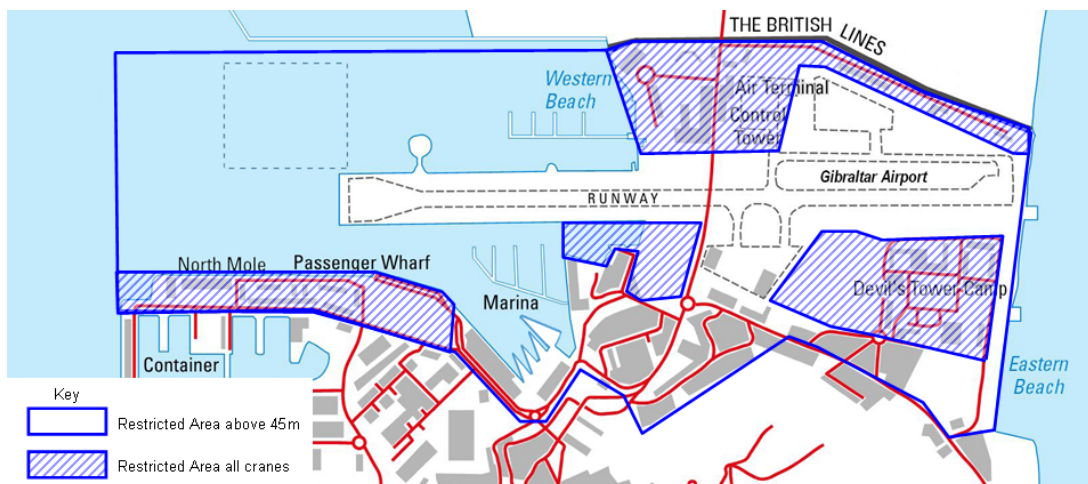 THE BRITISH LINES
Western
Beach
Air Terminal
Control
Tower
Gibraltar Airport
RUNWAY
North Mole
Passenger Wharf
Marina
Devil's Tower Camp
Container
Eastern
Beach
Key
Restricted Area above 45m
Restricted Area all cranes